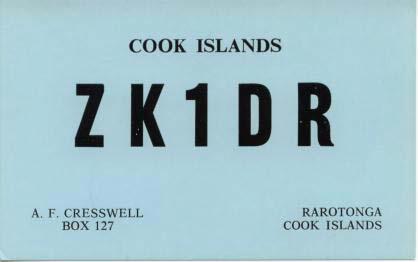 COOK ISLANDS
ZK1DR
A. F. CRESSWELL
BOX 127
RAROTONGA
COOK ISLANDS